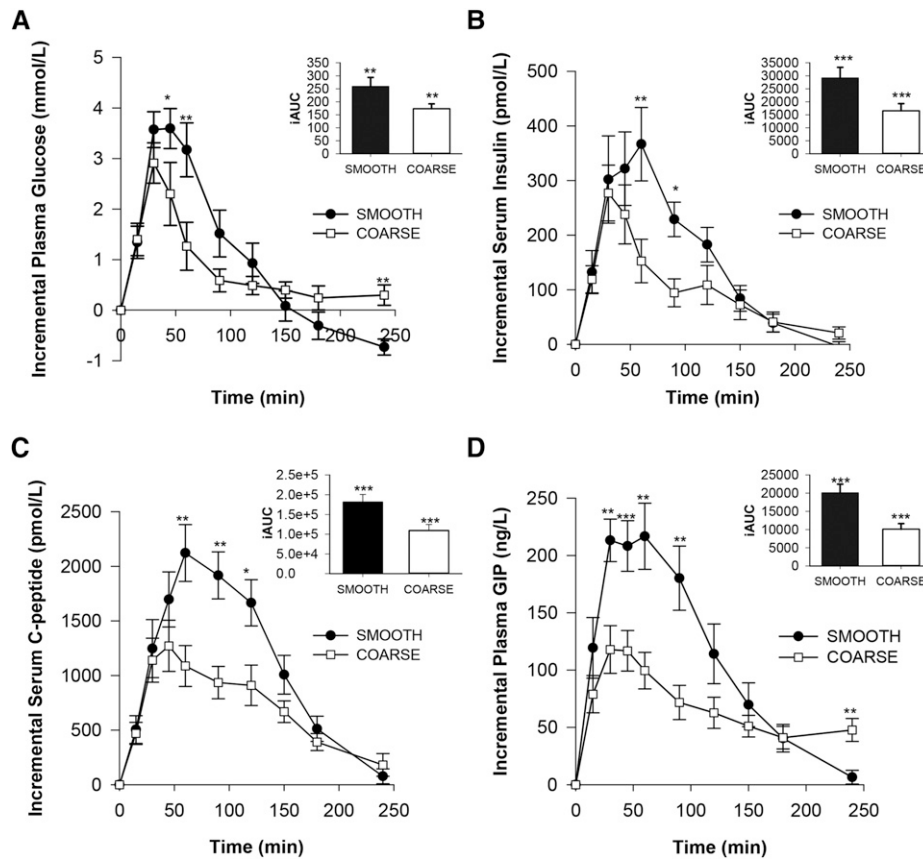 A
Incremental Plasma Glucose (mmol/L)
5
4
3
2
1
0
-1
0 50 100 150 200 250
Time (min)
* ** **
SMOOTH
COARSE
iAUC
350
300
250
200
150
100
50
0
** **
SMOOTH COARSE
B
Incremental Serum Insulin (pmol/L)
500
400
300
200
100
0
0 50 100 150 200 250
Time (min)
** *
SMOOTH
COARSE
iAUC
35000
30000
25000
20000
15000
10000
5000
0
*** ***
SMOOTH COARSE
C
Incremental Serum C-peptide (pmol/L)
2500
2000
1500
1000
500
0
0 50 100 150 200 250
Time (min)
** ** *
SMOOTH
COARSE
iAUC
2.5e+5
2.0e+5
1.5e+5
1.0e+5
5.0e+4
0.0
*** ***
SMOOTH COARSE
D
Incremental Plasma GIP (ng/L)
250
200
150
100
50
0
0 50 100 150 200 250
Time (min)
** *** ** ** **
SMOOTH
COARSE
iAUC
25000
20000
15000
10000
5000
0
*** ***
SMOOTH COARSE